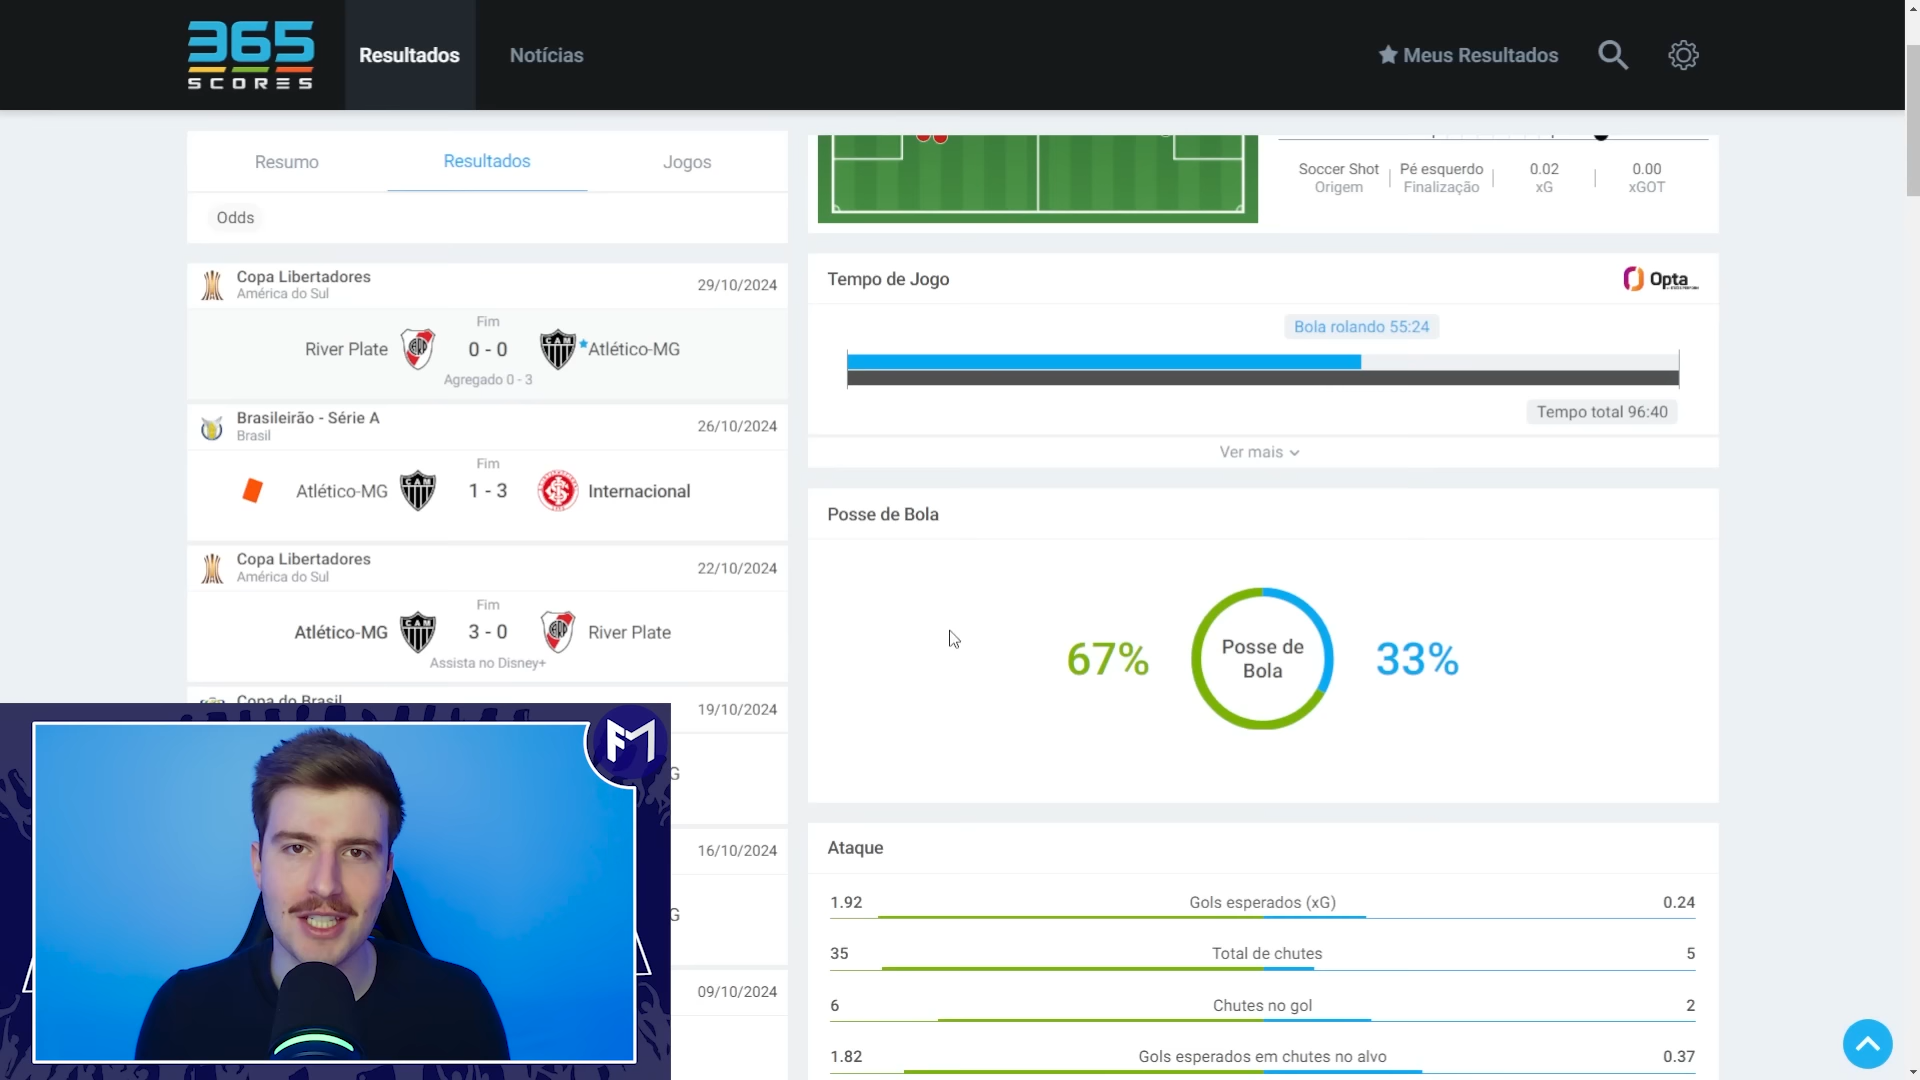 365
SCORES
Resultados
Notícias
Meus Resultados
Resumo
Resultados
Jogos
Odds
Copa Libertadores
América do Sul
29/10/2024
Fim
River Plate
0 - 0
Atlético-MG
Agregado 0 - 3
Brasileirão - Série A
Brasil
26/10/2024
Fim
Atlético-MG
1 - 3
Internacional
Copa Libertadores
América do Sul
22/10/2024
Fim
Atlético-MG
3 - 0
River Plate
Assista no Disney+
Copa do Brasil
19/10/2024
G
16/10/2024
G
09/10/2024
FM
Soccer Shot
Origem
Pé esquerdo
Finalização
0.02
xG
0.00
xGOT
Tempo de Jogo
Opta
Bola rolando 55:24
Tempo total 96:40
Ver mais
Posse de Bola
67%
Posse de
Bola
33%
Ataque
1.92 Gols esperados (xG) 0.24
35 Total de chutes 5
6 Chutes no gol 2
1.82 Gols esperados em chutes no alvo 0.37